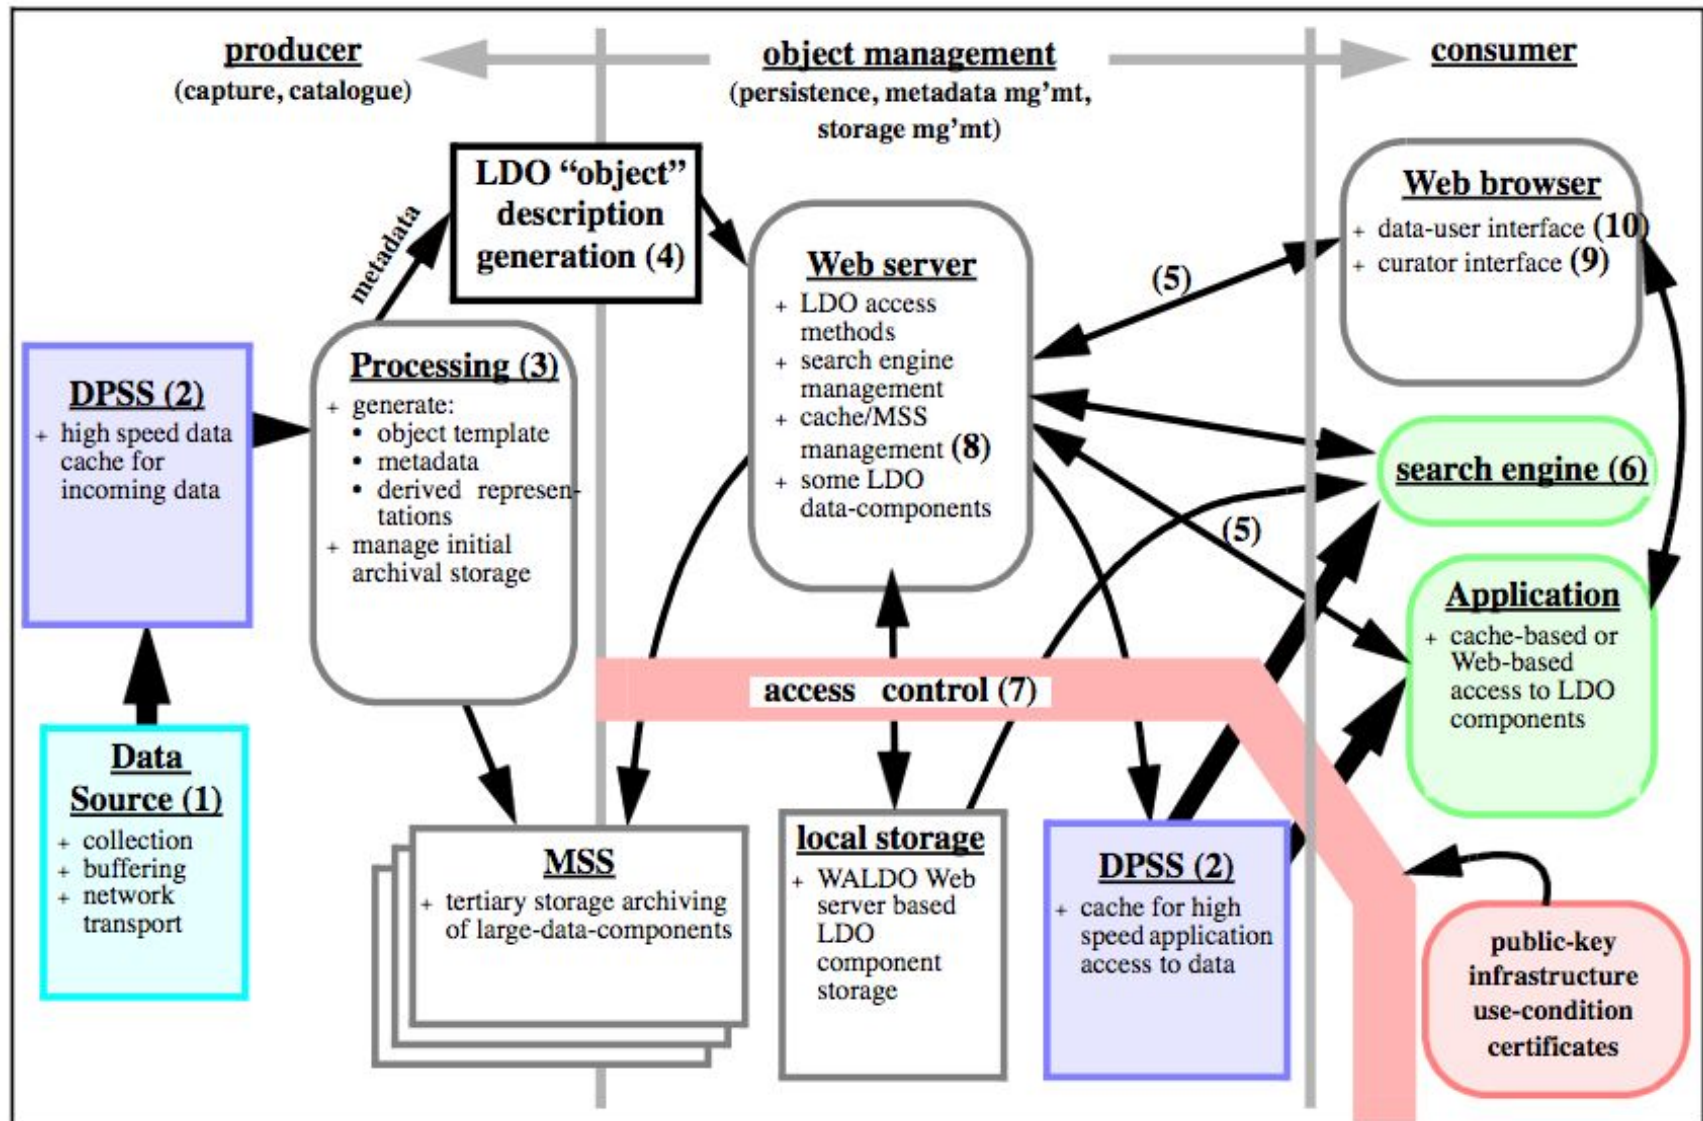 producer
(capture, catalogue)
object management
(persistence, metadata mg’mt,
storage mg’mt)
consumer
LDO “object”
description
generation (4)
metadata
DPSS (2)
+ high speed data
cache for
incoming data
Processing (3)
+ generate:
• object template
• metadata
• derived represen-
tations
+ manage initial
archival storage
Data
Source (1)
+ collection
+ buffering
+ network
transport
Web server
+ LDO access
methods
+ search engine
management
+ cache/MSS
management (8)
+ some LDO
data-components
(5)
(5)
Web browser
+ data-user interface (10)
+ curator interface (9)
search engine (6)
Application
+ cache-based or
Web-based
access to LDO
components
access control (7)
MSS
+ tertiary storage archiving
of large-data-components
local storage
+ WALDO Web
server based
LDO
component
storage
DPSS (2)
+ cache for high
speed application
access to data
public-key
infrastructure
use-condition
certificates